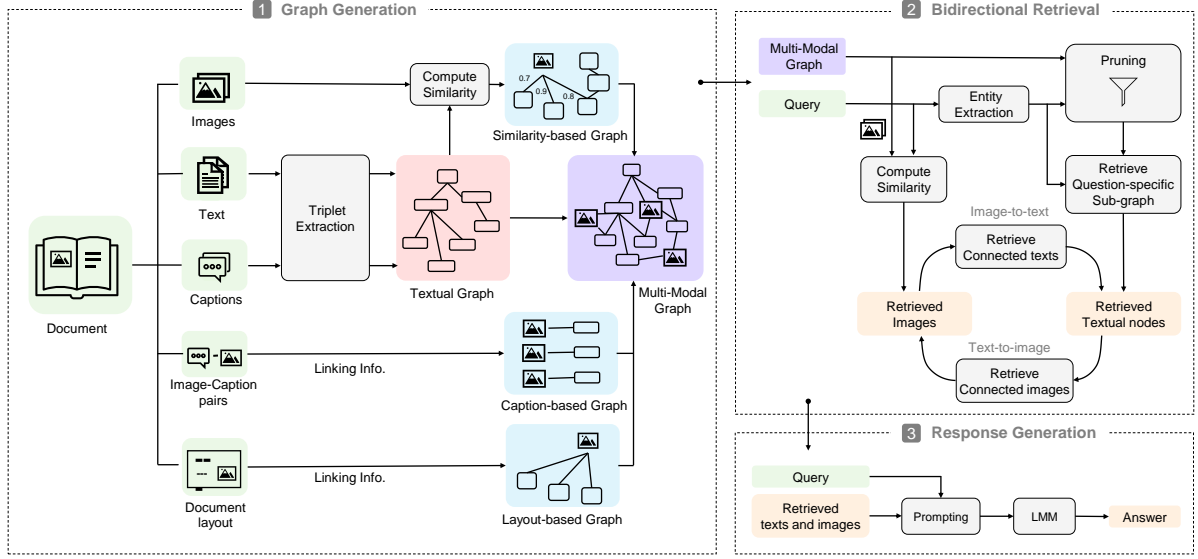 1 Graph Generation
Images
Text
Captions
Document
Image-Caption
pairs
Document
layout
Triplet
Extraction
Compute
Similarity
0.7
0.9
0.8
Similarity-based Graph
Textual Graph
Multi-Modal
Graph
Linking Info.
Caption-based Graph
Linking Info.
Layout-based Graph
2 Bidirectional Retrieval
Multi-Modal
Graph
Query
Entity
Extraction
Pruning
Compute
Similarity
Retrieve
Question-specific
Sub-graph
Image-to-text
Retrieve
Connected texts
Retrieved
Images
Retrieved
Textual nodes
Text-to-image
Retrieve
Connected images
3 Response Generation
Query
Retrieved
texts and images
Prompting
LMM
Answer